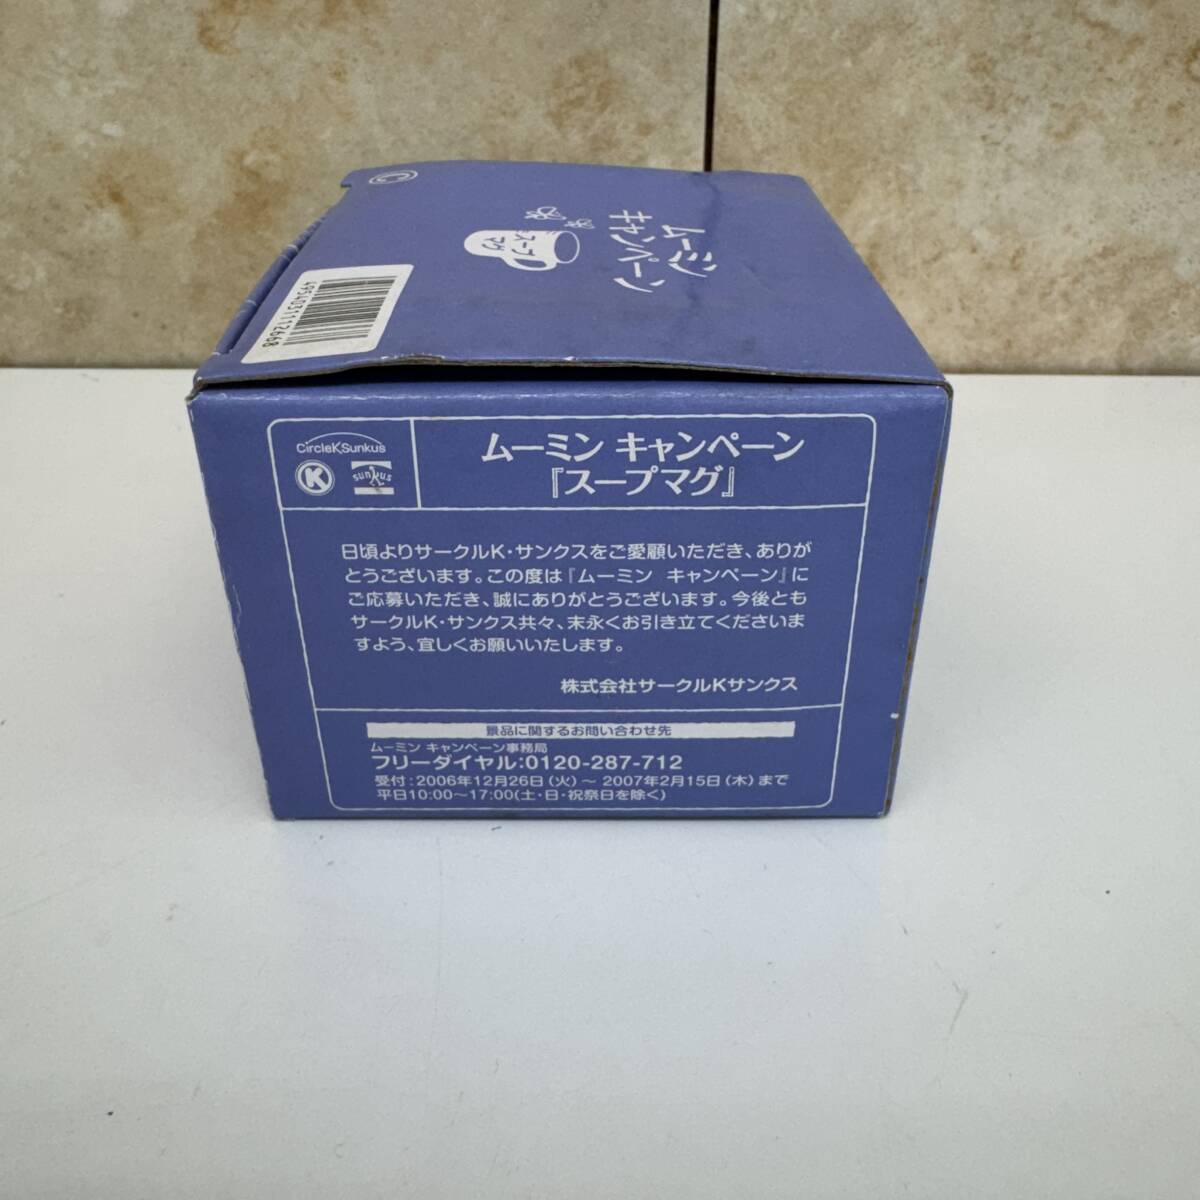 ムーミン
キャンペーン
スープ
マグ
4954031112668
CircleKSunkus
K
sunkus
ムーミン キャンペーン
『スープマグ』
日頃よりサークルK・サンクスをご愛顧いただき、ありが
とうございます。この度は『ムーミン キャンペーン』に
ご応募いただき、誠にありがとうございます。今後とも
サークルK・サンクス共々、末永くお引き立てくださいま
すよう、宜しくお願いいたします。
株式会社サークルKサンクス
景品に関するお問い合わせ先
ムーミン キャンペーン事務局
フリーダイヤル:0120-287-712
受付:2006年12月26日(火)～2007年2月15日(木)まで
平日10:00～17:00(土・日・祝祭日を除く)